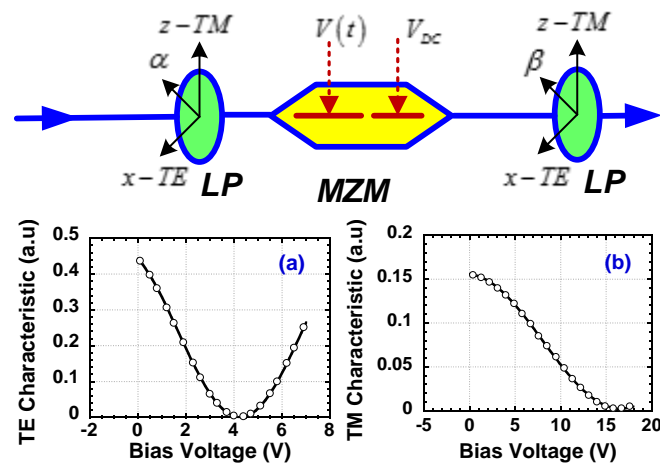 z-TM V(t) V_DC z-TM
α β
x-TE LP MZM x-TE LP
TE Characteristic (a.u)
0.5
0.4
0.3
0.2
0.1
0
(a)
-2 0 2 4 6 8
Bias Voltage (V)
TM Characteristic (a.u)
0.2
0.15
0.1
0.05
0
(b)
-5 0 5 10 15 20
Bias Voltage (V)